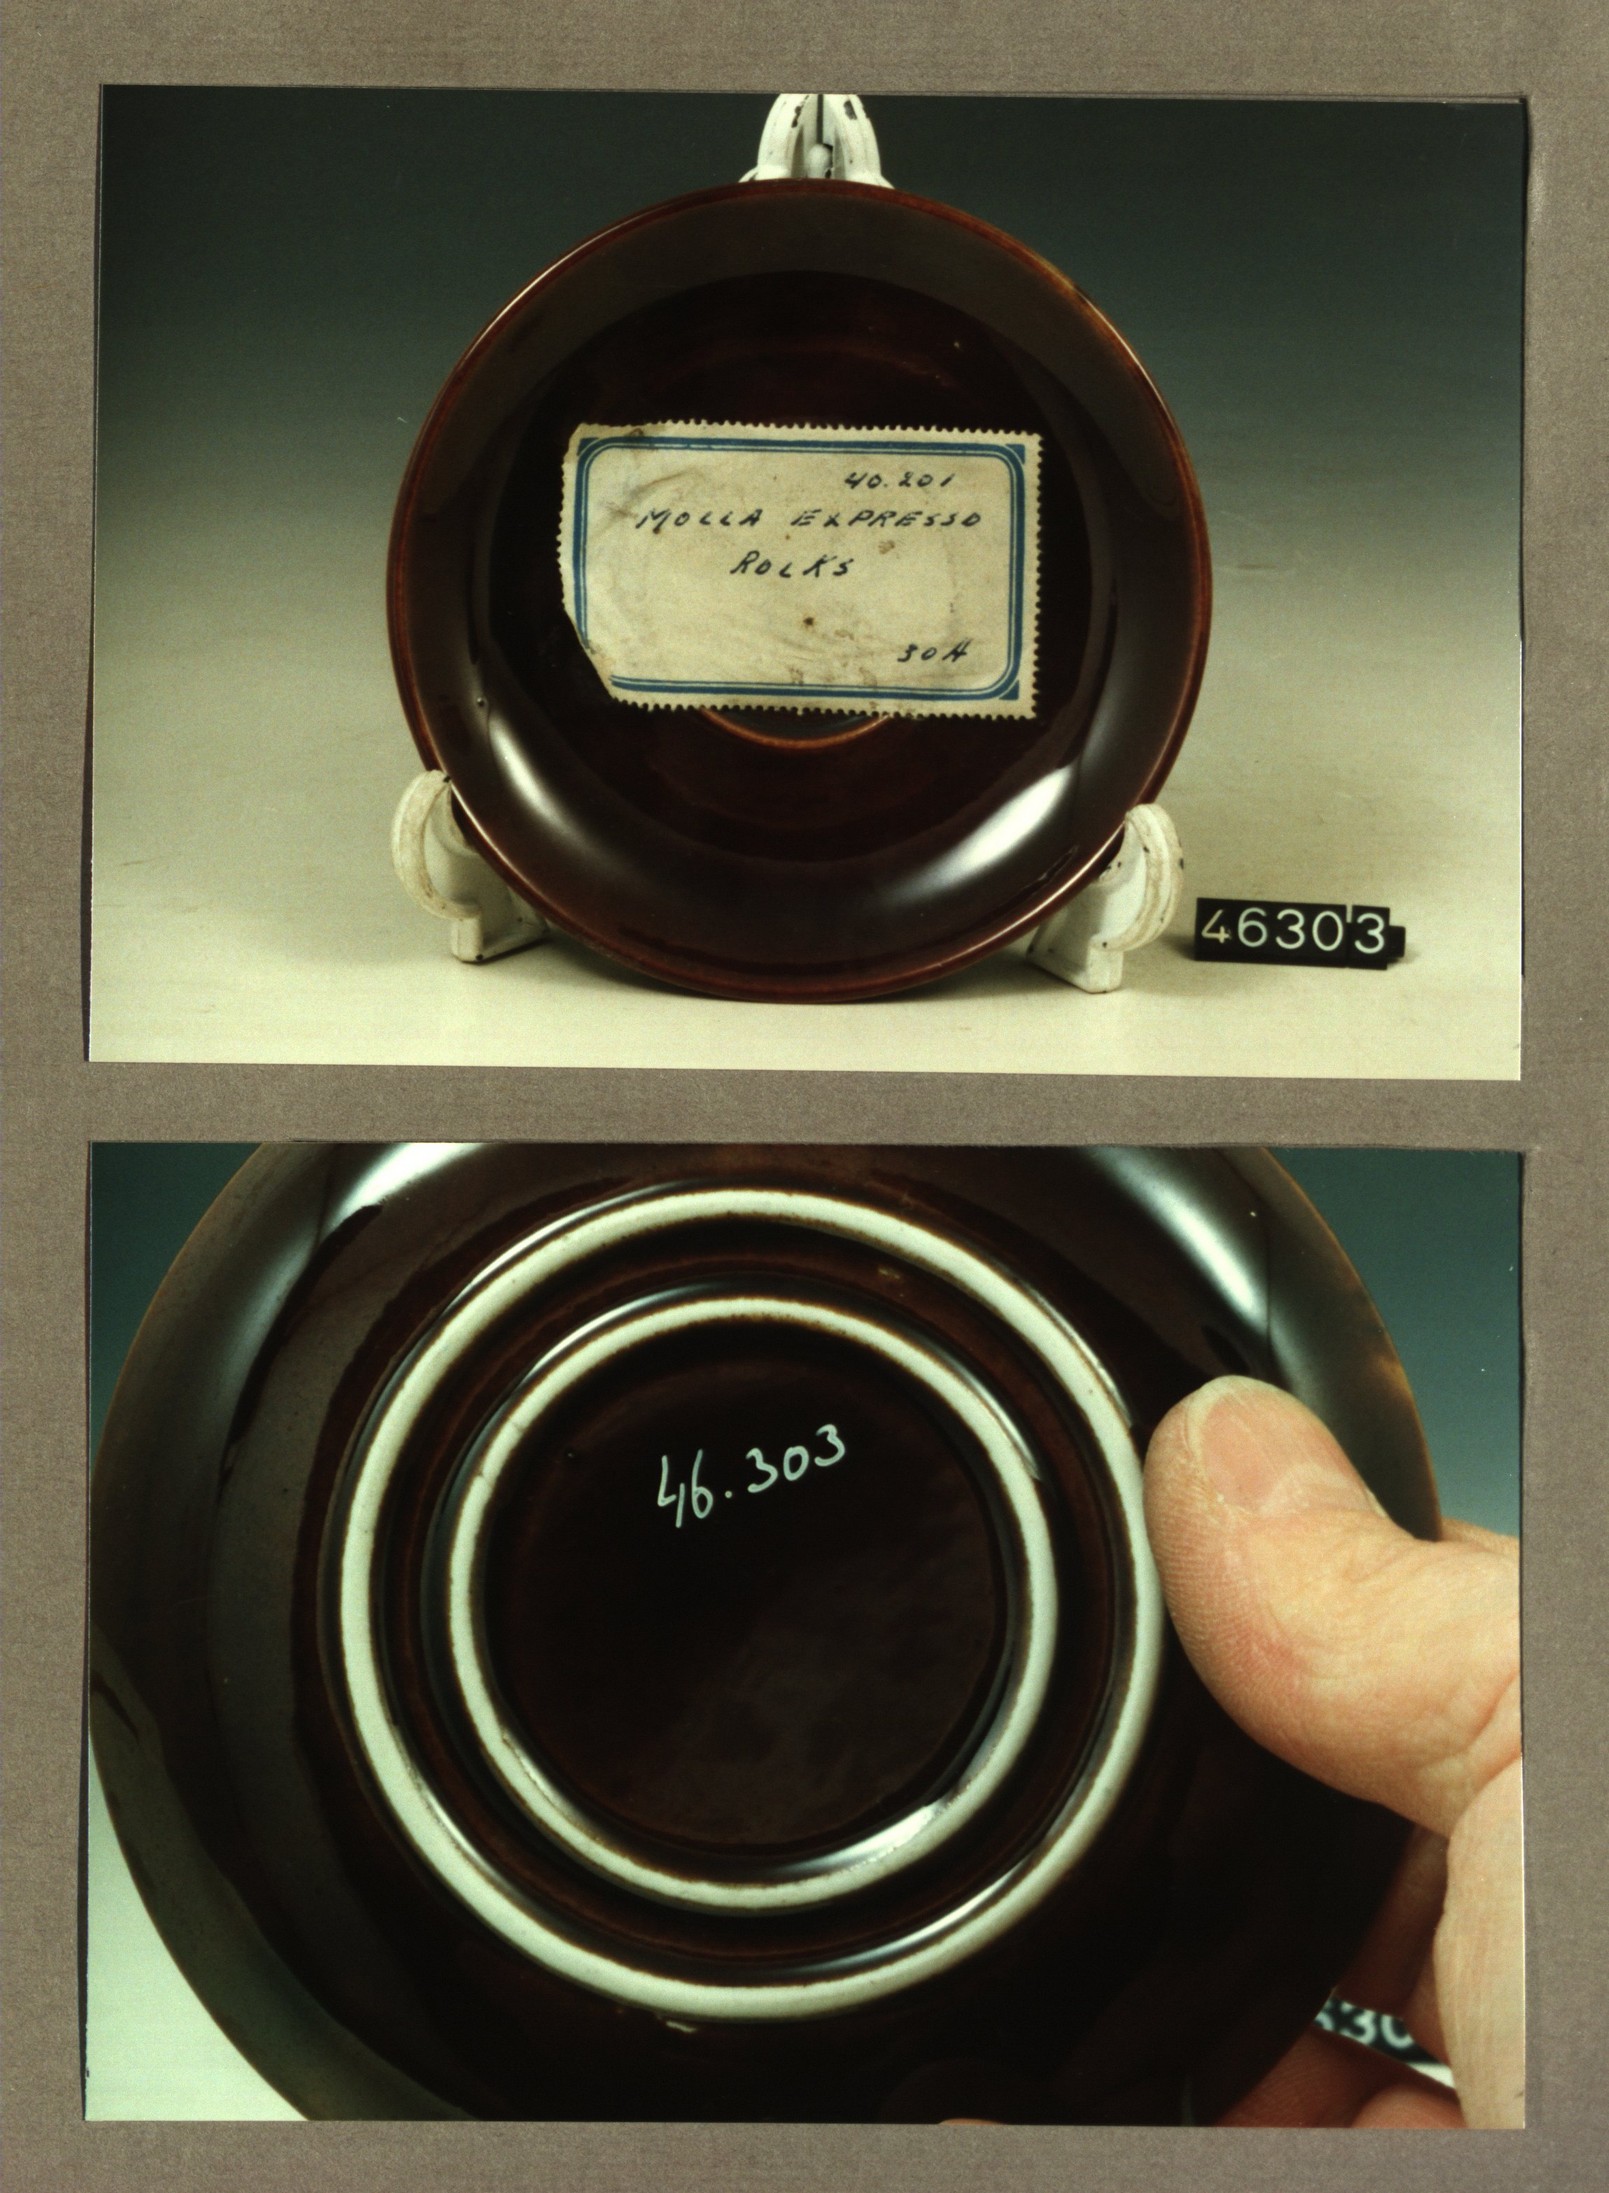 40.201
MOLLA EXPRESSO
ROLKS
30H
46303
46.303